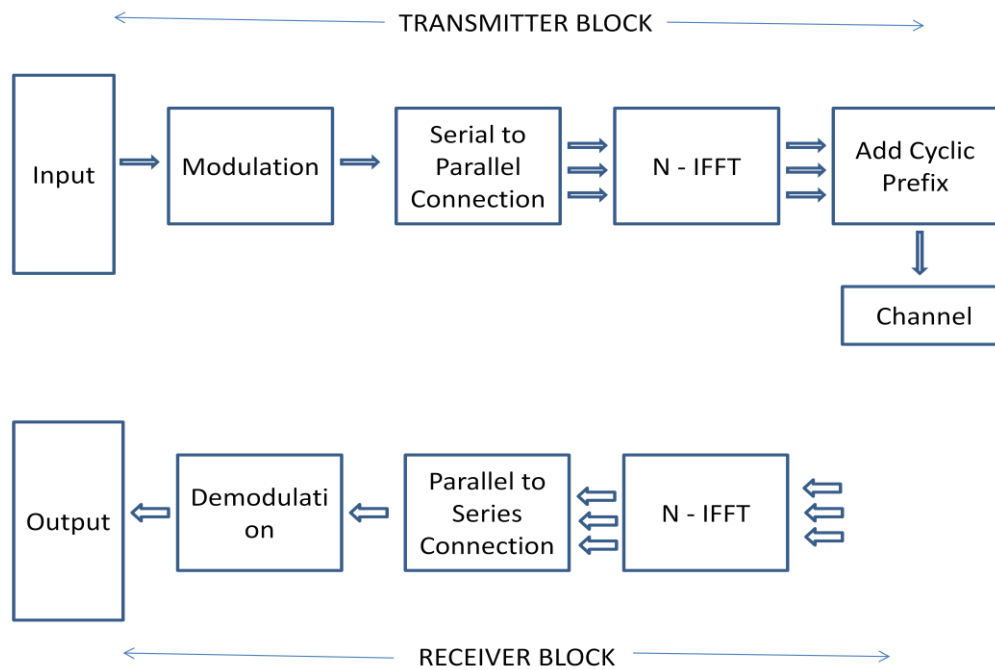 TRANSMITTER BLOCK
Input
Modulation
Serial to
Parallel
Connection
N - IFFT
Add Cyclic
Prefix
Channel
Output
Demodulati
on
Parallel to
Series
Connection
N - IFFT
RECEIVER BLOCK